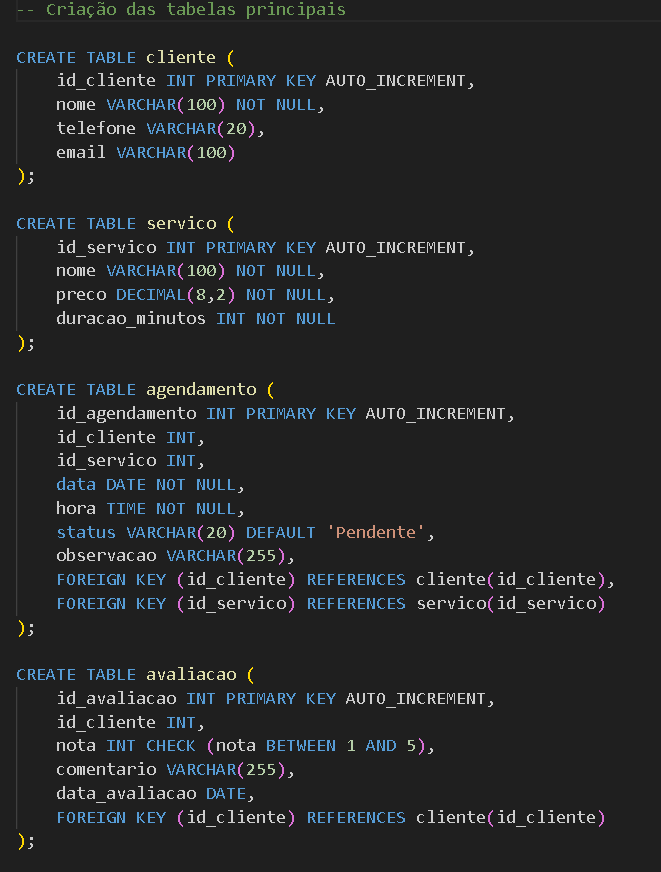 -- Criação das tabelas principais
CREATE TABLE cliente (
id_cliente INT PRIMARY KEY AUTO_INCREMENT,
nome VARCHAR(100) NOT NULL,
telefone VARCHAR(20),
email VARCHAR(100)
);
CREATE TABLE servico (
id_servico INT PRIMARY KEY AUTO_INCREMENT,
nome VARCHAR(100) NOT NULL,
preco DECIMAL(8,2) NOT NULL,
duracao_minutos INT NOT NULL
);
CREATE TABLE agendamento (
id_agendamento INT PRIMARY KEY AUTO_INCREMENT,
id_cliente INT,
id_servico INT,
data DATE NOT NULL,
hora TIME NOT NULL,
status VARCHAR(20) DEFAULT 'Pendente',
observacao VARCHAR(255),
FOREIGN KEY (id_cliente) REFERENCES cliente(id_cliente),
FOREIGN KEY (id_servico) REFERENCES servico(id_servico)
);
CREATE TABLE avaliacao (
id_avaliacao INT PRIMARY KEY AUTO_INCREMENT,
id_cliente INT,
nota INT CHECK (nota BETWEEN 1 AND 5),
comentario VARCHAR(255),
data_avaliacao DATE,
FOREIGN KEY (id_cliente) REFERENCES cliente(id_cliente)
);